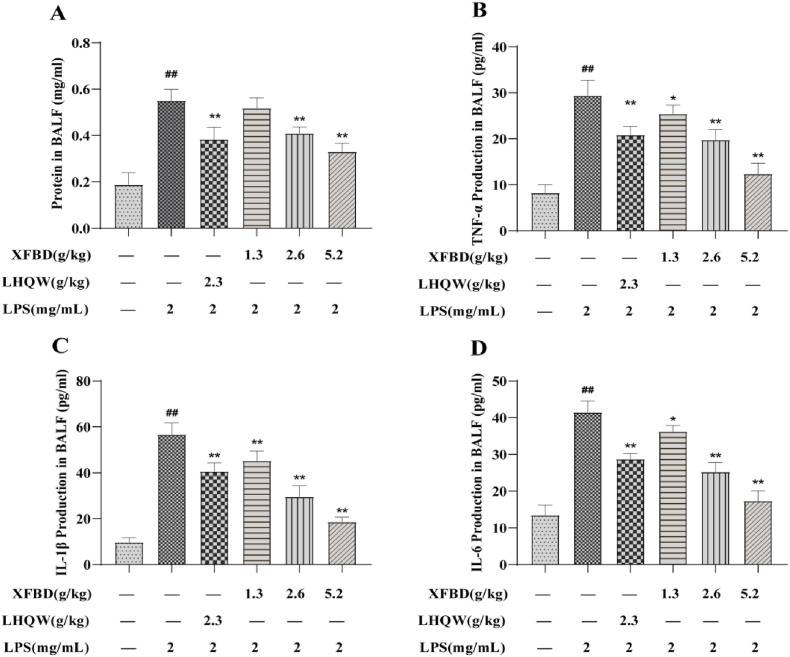 A
Protein in BALF (mg/ml)
0.8
0.6
0.4
0.2
0.0
##
**
**
**
XFBD(g/kg) — — — 1.3 2.6 5.2
LHQW(g/kg) — — 2.3 — — —
LPS(mg/mL) — 2 2 2 2 2
B
TNF-α Production in BALF (pg/ml)
40
30
20
10
0
##
**
*
**
**
XFBD(g/kg) — — — 1.3 2.6 5.2
LHQW(g/kg) — — 2.3 — — —
LPS(mg/mL) — 2 2 2 2 2
C
IL-1β Production in BALF (pg/ml)
80
60
40
20
0
##
**
**
**
**
XFBD(g/kg) — — — 1.3 2.6 5.2
LHQW(g/kg) — — 2.3 — — —
LPS(mg/mL) — 2 2 2 2 2
D
IL-6 Production in BALF (pg/ml)
50
40
30
20
10
0
##
**
*
**
**
XFBD(g/kg) — — — 1.3 2.6 5.2
LHQW(g/kg) — — 2.3 — — —
LPS(mg/mL) — 2 2 2 2 2